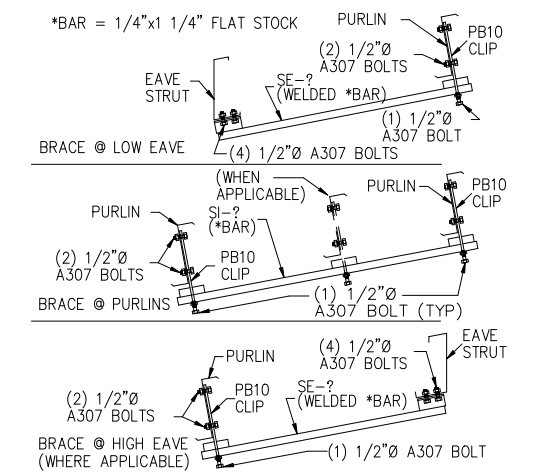 *BAR = 1/4"x1 1/4" FLAT STOCK
PURLIN
PB10
CLIP
(2) 1/2"Ø
A307 BOLTS
EAVE
STRUT
SE-?
(WELDED *BAR)
(1) 1/2"Ø
A307 BOLT
BRACE @ LOW EAVE
(4) 1/2"Ø A307 BOLTS
(WHEN
APPLICABLE)
PURLIN
PB10
CLIP
PURLIN
SI-?
(*BAR)
(2) 1/2"Ø
A307 BOLTS
PB10
CLIP
BRACE @ PURLINS
(1) 1/2"Ø
A307 BOLT (TYP)
EAVE
STRUT
(4) 1/2"Ø
A307 BOLTS
PURLIN
PB10
CLIP
SE-?
(WELDED *BAR)
(2) 1/2"Ø
A307 BOLTS
BRACE @ HIGH EAVE
(WHERE APPLICABLE)
(1) 1/2"Ø A307 BOLT